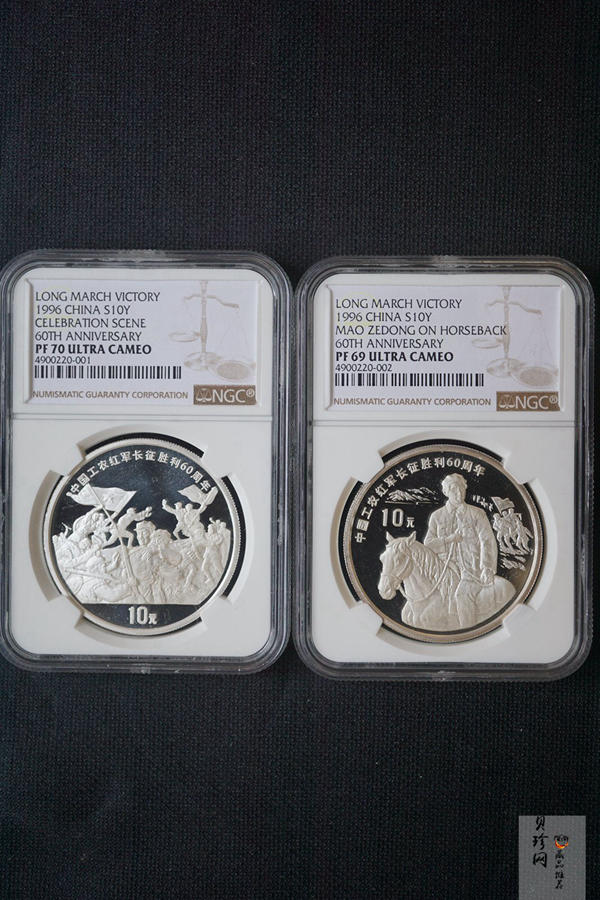 LONG MARCH VICTORY
1996 CHINA S10Y
CELEBRATION SCENE
60TH ANNIVERSARY
PF 70 ULTRA CAMEO
4900220-001
NUMISMATIC GUARANTY CORPORATION
NGC®
中国工农红军长征胜利60周年
10元
LONG MARCH VICTORY
1996 CHINA S10Y
MAO ZEDONG ON HORSEBACK
60TH ANNIVERSARY
PF 69 ULTRA CAMEO
4900220-002
NUMISMATIC GUARANTY CORPORATION
NGC®
中国工农红军长征胜利60周年
10元
贝珍网
藏品推荐